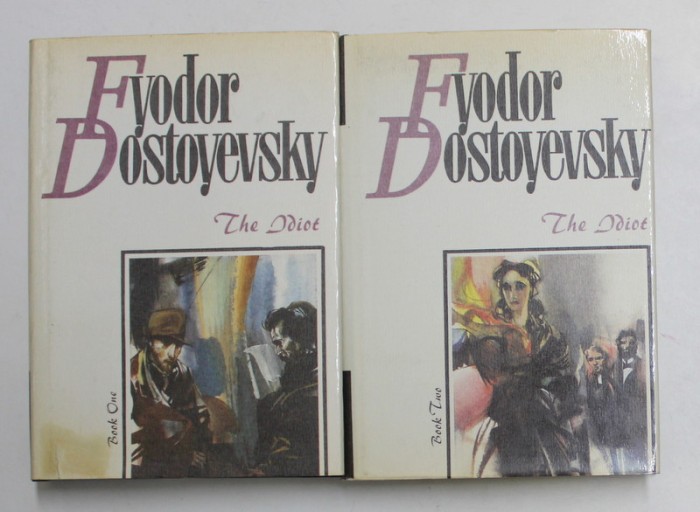 Fyodor
Dostoyevsky
The Idiot
Book One
Fyodor
Dostoyevsky
The Idiot
Book Two